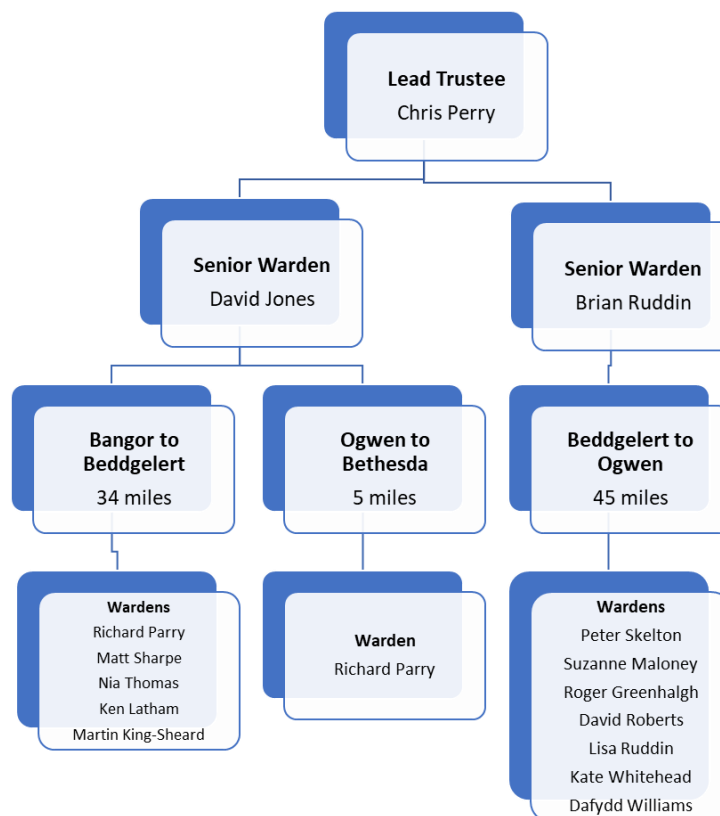 Lead Trustee
Chris Perry
Senior Warden
David Jones
Senior Warden
Brian Ruddin
Bangor to
Beddgelert
34 miles
Ogwen to
Bethesda
5 miles
Beddgelert to
Ogwen
45 miles
Wardens
Richard Parry
Matt Sharpe
Nia Thomas
Ken Latham
Martin King-Sheard
Warden
Richard Parry
Wardens
Peter Skelton
Suzanne Maloney
Roger Greenhalgh
David Roberts
Lisa Ruddin
Kate Whitehead
Dafydd Williams